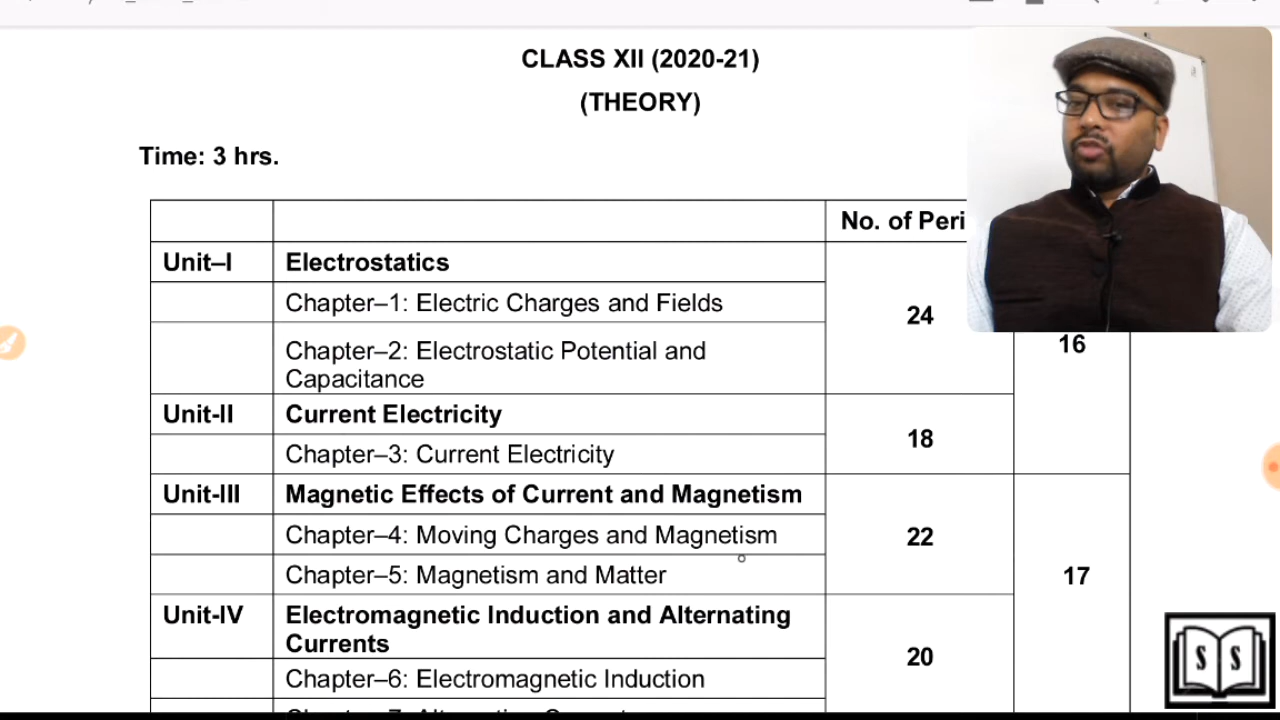 CLASS XII (2020-21)
(THEORY)
Time: 3 hrs.
No. of Peri
Unit–I Electrostatics
Chapter–1: Electric Charges and Fields
24
Chapter–2: Electrostatic Potential and
Capacitance
16
Unit-II Current Electricity
18
Chapter–3: Current Electricity
Unit-III Magnetic Effects of Current and Magnetism
Chapter–4: Moving Charges and Magnetism
22
Chapter–5: Magnetism and Matter
17
Unit-IV Electromagnetic Induction and Alternating
Currents
20
Chapter–6: Electromagnetic Induction
S S